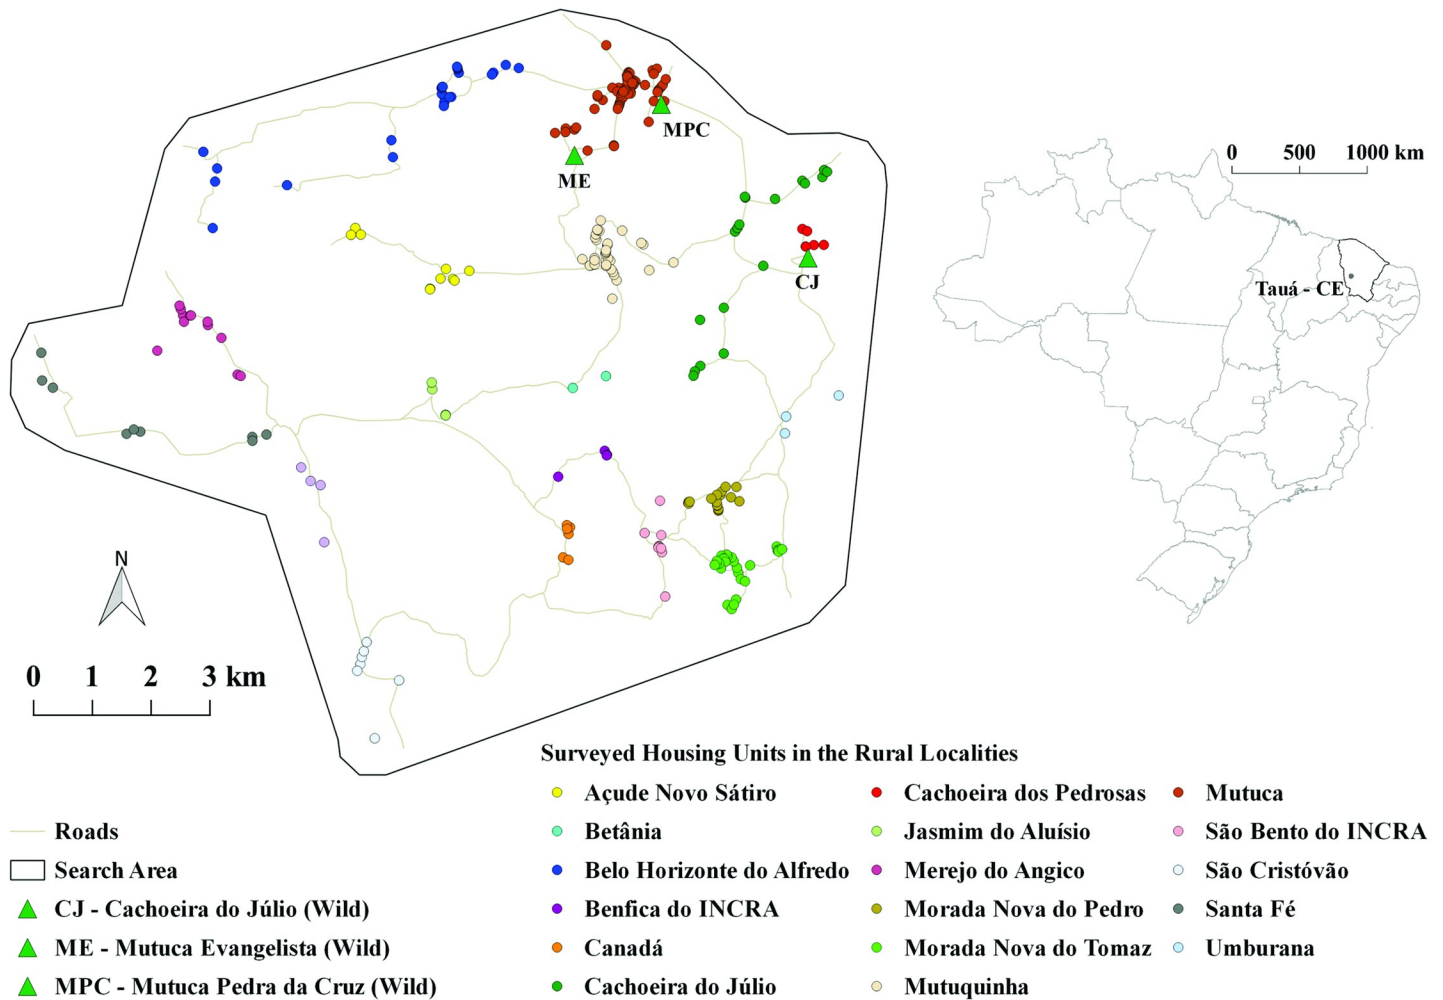 MPC
ME
CJ
0 500 1000 km
Tauá - CE
N
0 1 2 3 km
Surveyed Housing Units in the Rural Localities
Açude Novo Sátiro
Betânia
Belo Horizonte do Alfredo
Benfica do INCRA
Canadá
Cachoeira do Júlio
Cachoeira dos Pedrosas
Jasmim do Aluísio
Merejo do Angico
Morada Nova do Pedro
Morada Nova do Tomaz
Mutuquinha
Mutuca
São Bento do INCRA
São Cristóvão
Santa Fé
Umburana
Roads
Search Area
CJ - Cachoeira do Júlio (Wild)
ME - Mutuca Evangelista (Wild)
MPC - Mutuca Pedra da Cruz (Wild)